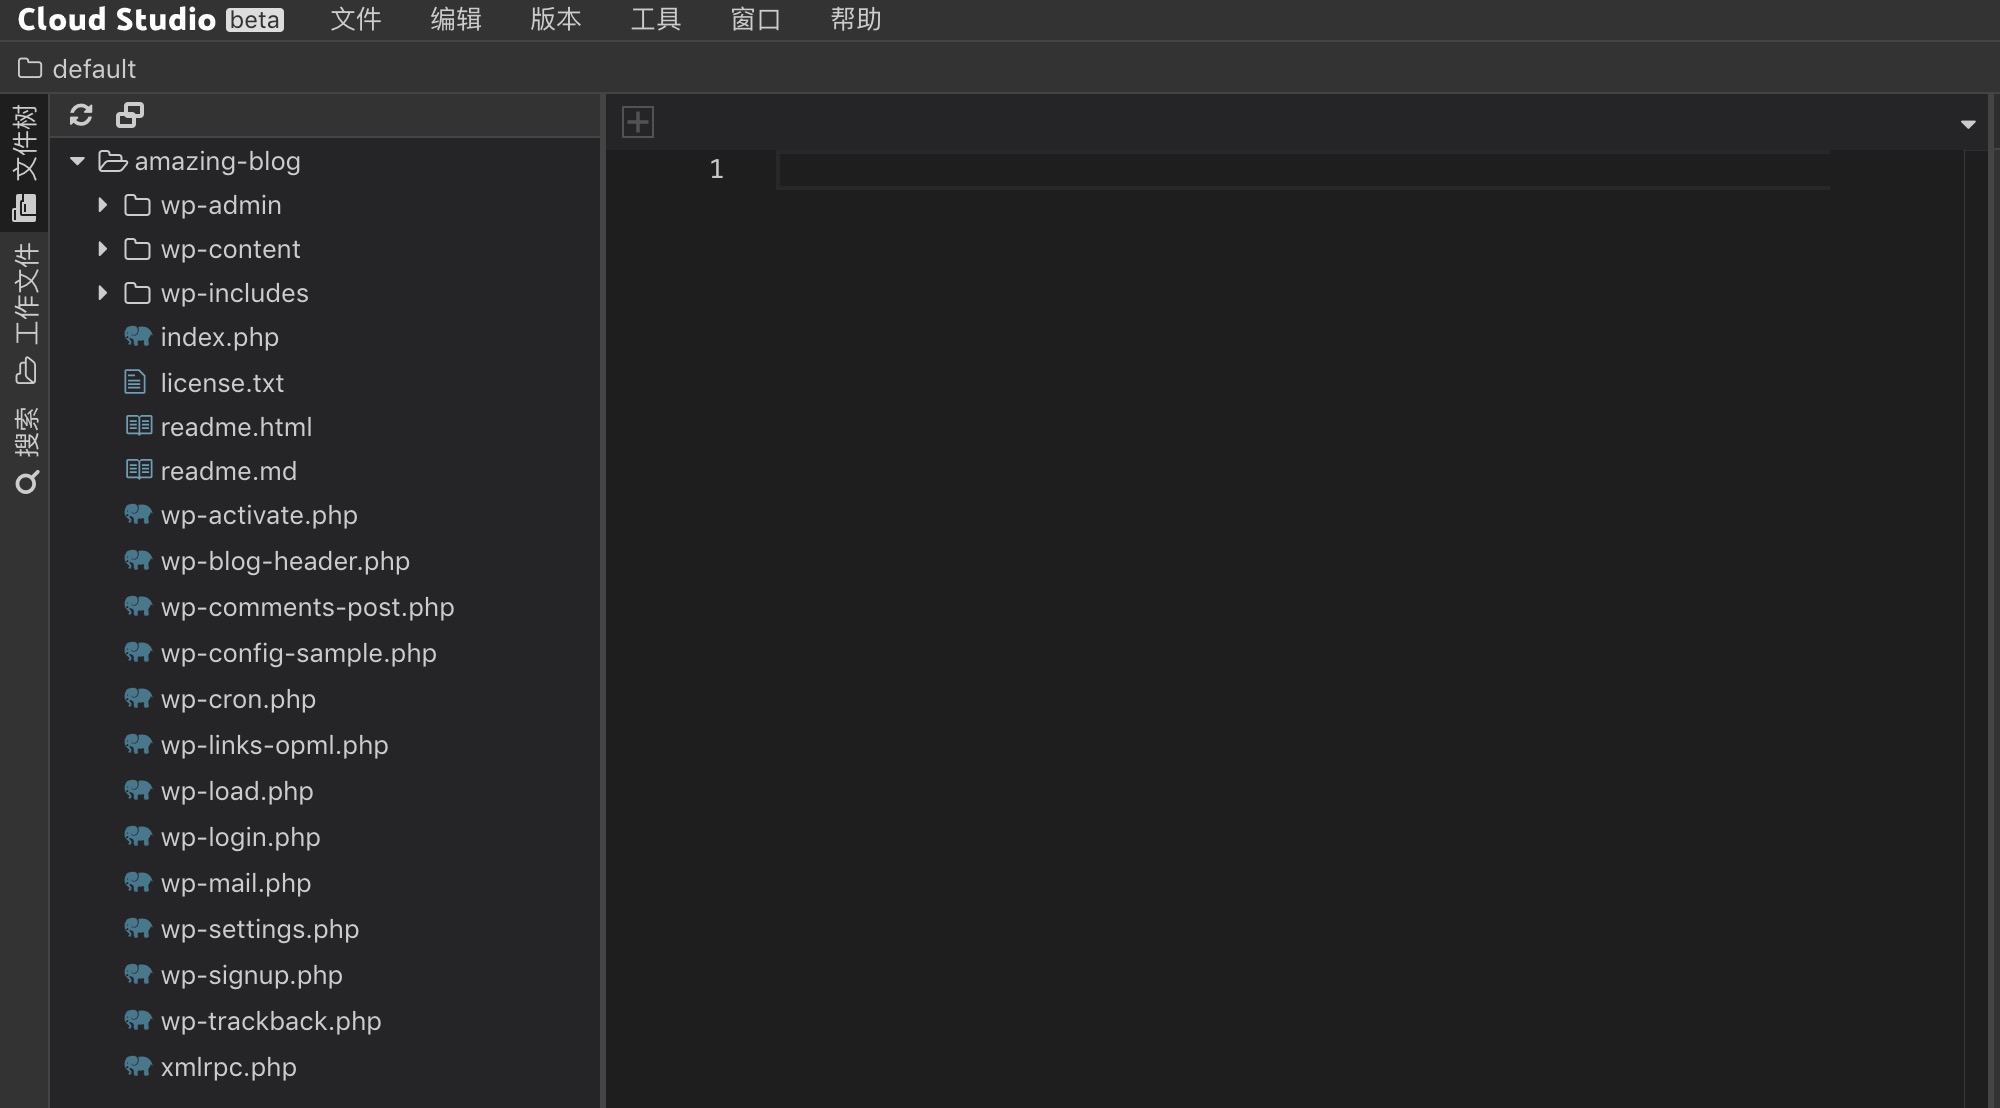 Cloud Studio beta 文件 编辑 版本 工具 窗口 帮助
default
文件树
工作文件
搜索
amazing-blog
wp-admin
wp-content
wp-includes
index.php
license.txt
readme.html
readme.md
wp-activate.php
wp-blog-header.php
wp-comments-post.php
wp-config-sample.php
wp-cron.php
wp-links-opml.php
wp-load.php
wp-login.php
wp-mail.php
wp-settings.php
wp-signup.php
wp-trackback.php
xmlrpc.php
1